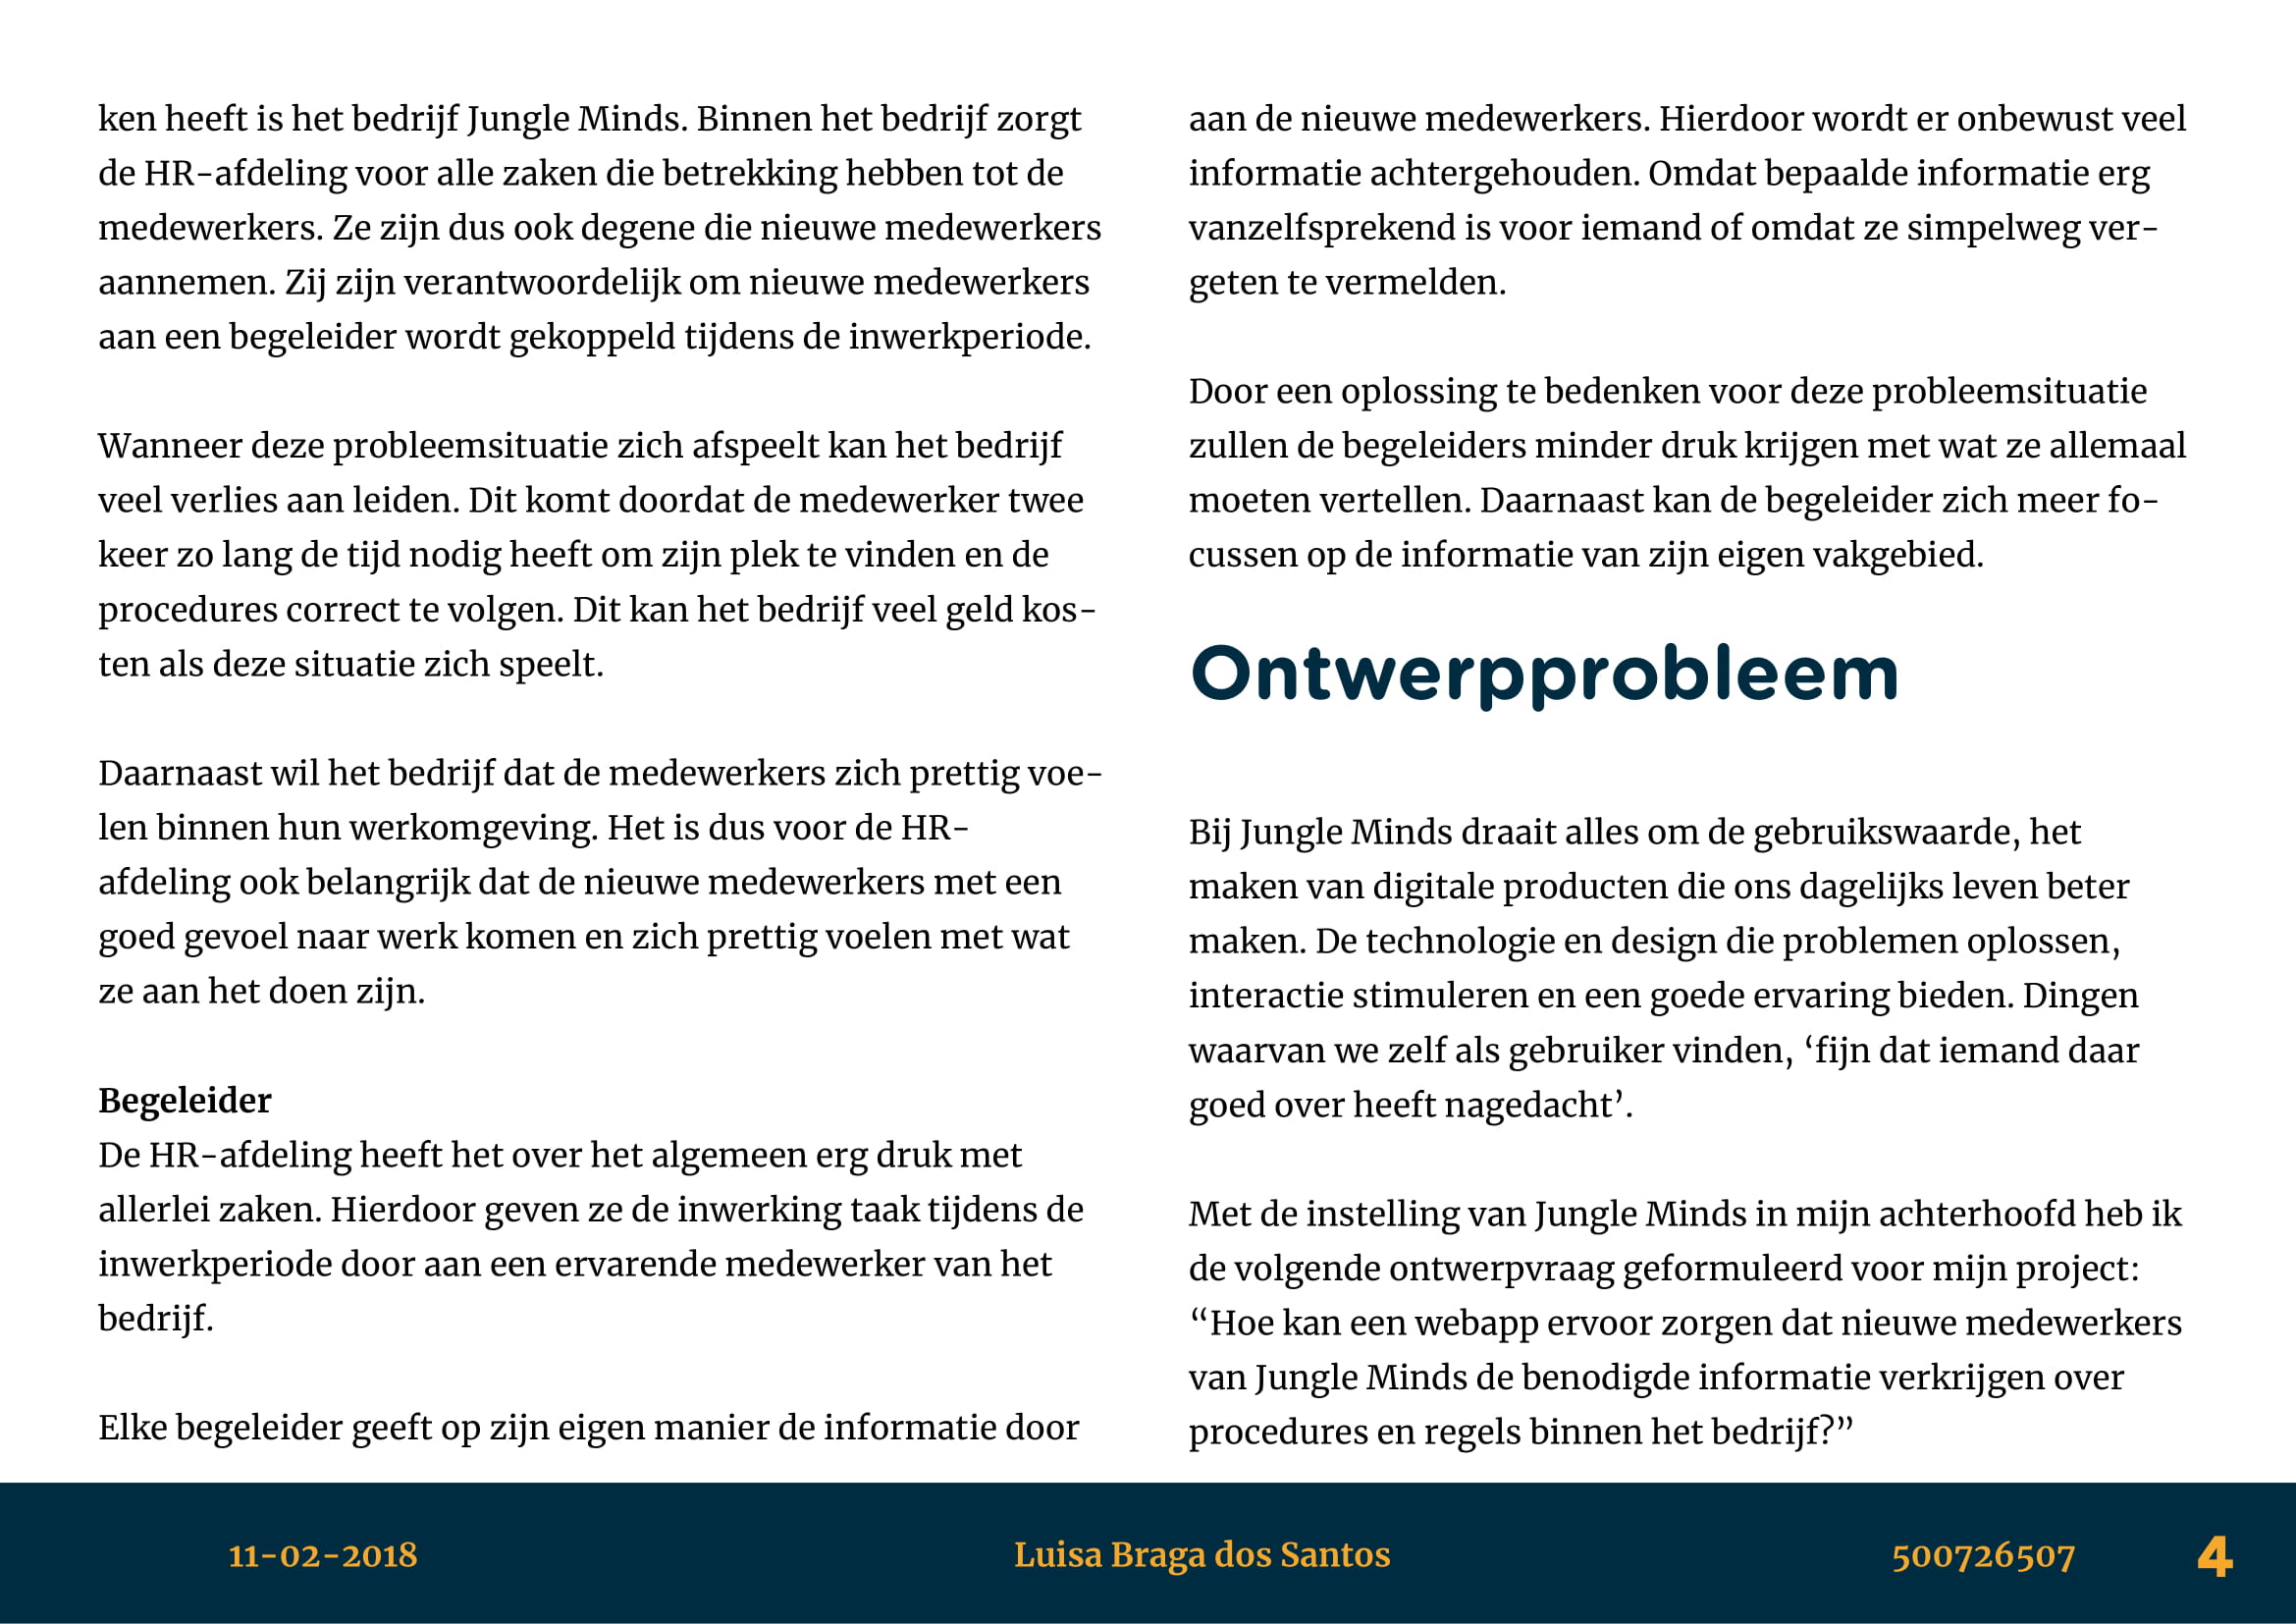 ken heeft is het bedrijf Jungle Minds. Binnen het bedrijf zorgt
de HR-afdeling voor alle zaken die betrekking hebben tot de
medewerkers. Ze zijn dus ook degene die nieuwe medewerkers
aannemen. Zij zijn verantwoordelijk om nieuwe medewerkers
aan een begeleider wordt gekoppeld tijdens de inwerkperiode.
Wanneer deze probleemsituatie zich afspeelt kan het bedrijf
veel verlies aan leiden. Dit komt doordat de medewerker twee
keer zo lang de tijd nodig heeft om zijn plek te vinden en de
procedures correct te volgen. Dit kan het bedrijf veel geld kos-
ten als deze situatie zich speelt.
Daarnaast wil het bedrijf dat de medewerkers zich prettig voe-
len binnen hun werkomgeving. Het is dus voor de HR-
afdeling ook belangrijk dat de nieuwe medewerkers met een
goed gevoel naar werk komen en zich prettig voelen met wat
ze aan het doen zijn.
Begeleider
De HR-afdeling heeft het over het algemeen erg druk met
allerlei zaken. Hierdoor geven ze de inwerking taak tijdens de
inwerkperiode door aan een ervarende medewerker van het
bedrijf.
Elke begeleider geeft op zijn eigen manier de informatie door
aan de nieuwe medewerkers. Hierdoor wordt er onbewust veel
informatie achtergehouden. Omdat bepaalde informatie erg
vanzelfsprekend is voor iemand of omdat ze simpelweg ver-
geten te vermelden.
Door een oplossing te bedenken voor deze probleemsituatie
zullen de begeleiders minder druk krijgen met wat ze allemaal
moeten vertellen. Daarnaast kan de begeleider zich meer fo-
cussen op de informatie van zijn eigen vakgebied.
Ontwerpprobleem
Bij Jungle Minds draait alles om de gebruikswaarde, het
maken van digitale producten die ons dagelijks leven beter
maken. De technologie en design die problemen oplossen,
interactie stimuleren en een goede ervaring bieden. Dingen
waarvan we zelf als gebruiker vinden, ‘fijn dat iemand daar
goed over heeft nagedacht’.
Met de instelling van Jungle Minds in mijn achterhoofd heb ik
de volgende ontwerpvraag geformuleerd voor mijn project:
“Hoe kan een webapp ervoor zorgen dat nieuwe medewerkers
van Jungle Minds de benodigde informatie verkrijgen over
procedures en regels binnen het bedrijf?”
11-02-2018
Luisa Braga dos Santos
500726507
4